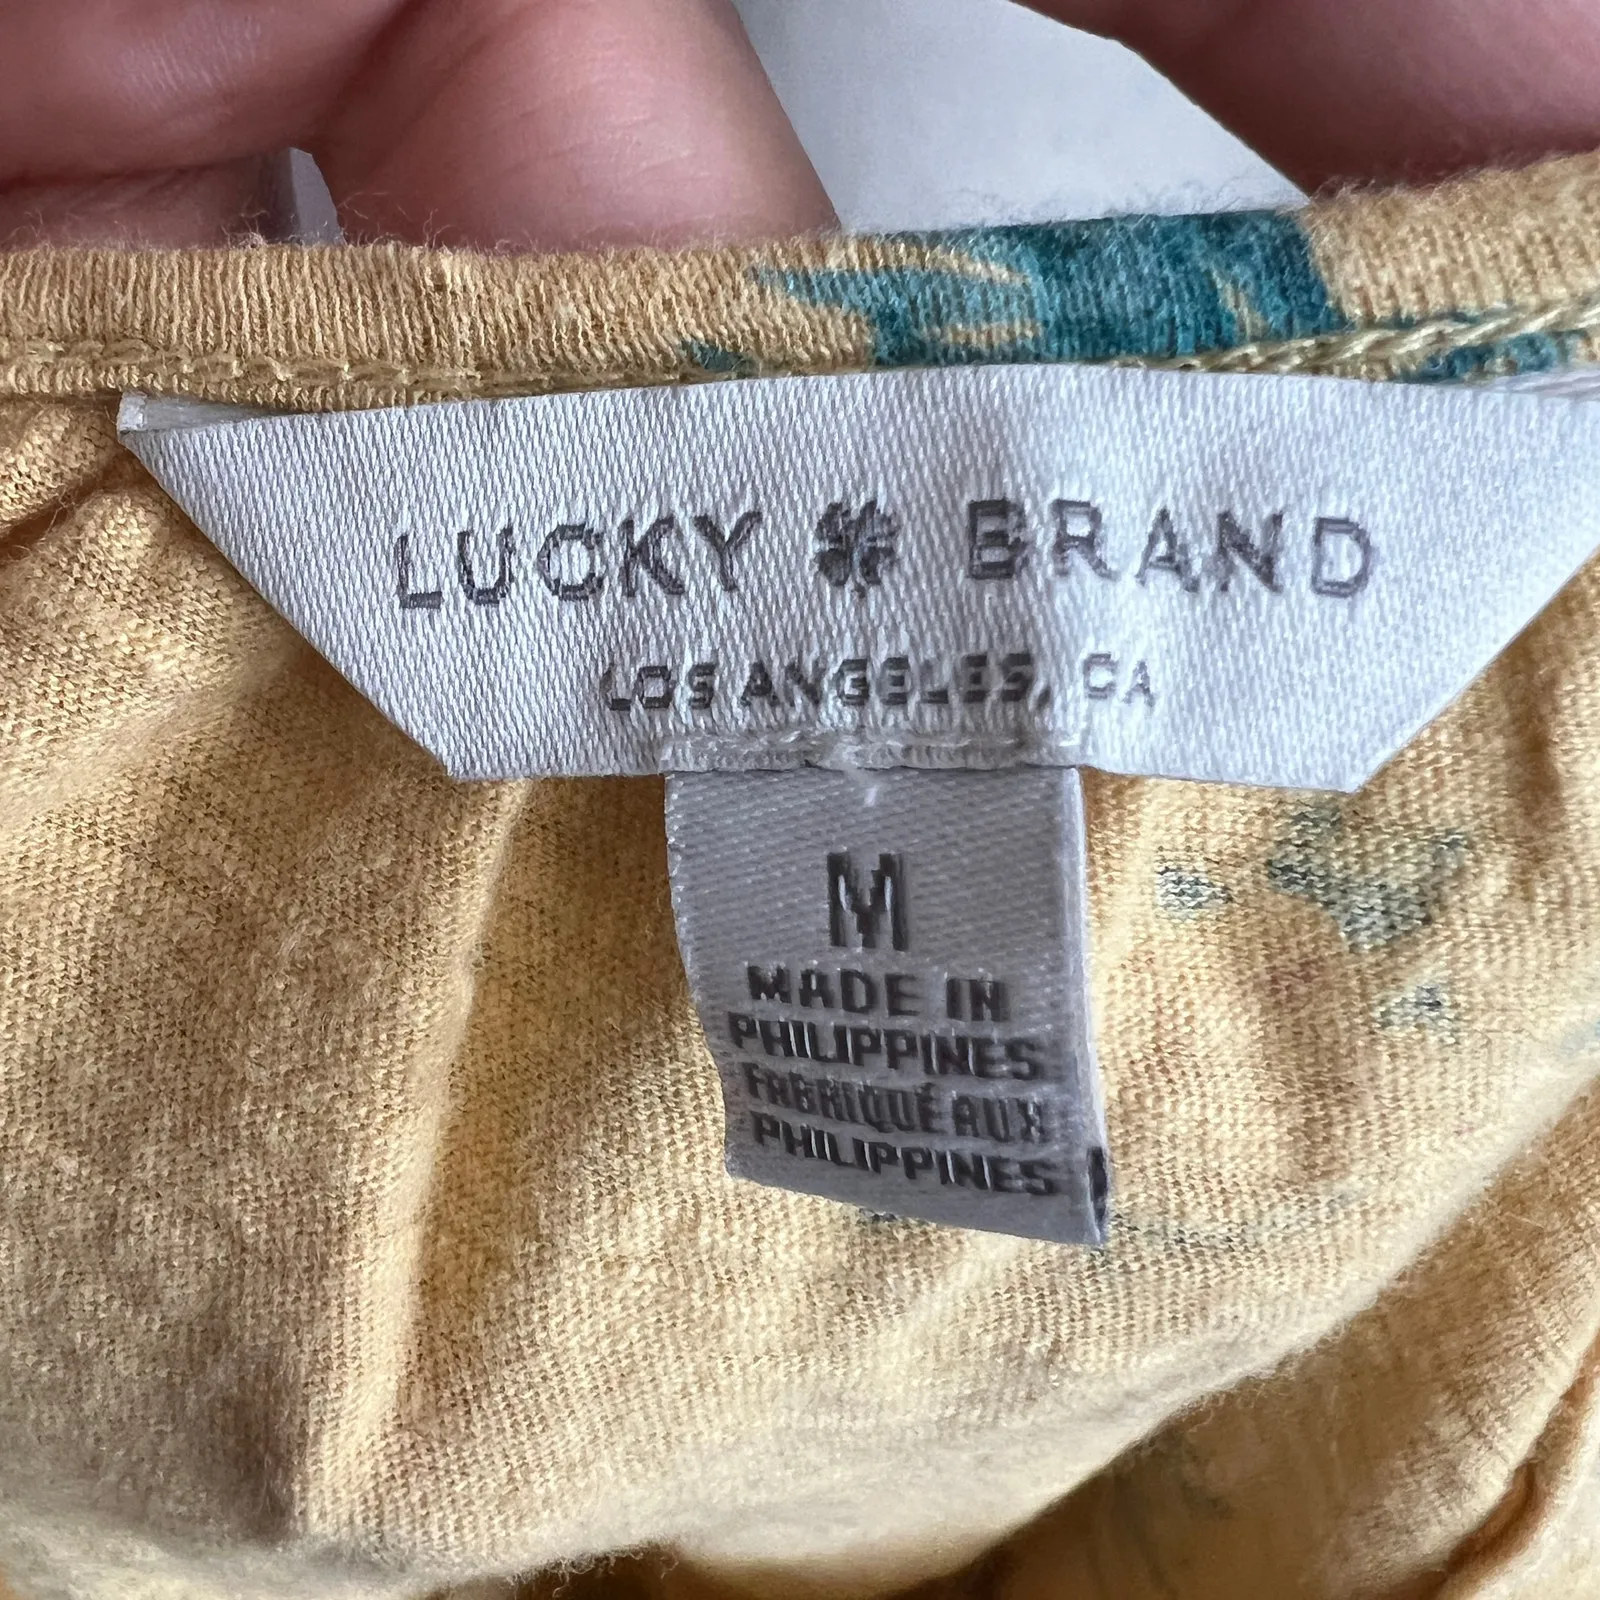 LUCKY BRAND
LOS ANGELES, CA
M
MADE IN
PHILIPPINES
FABRIQUÉ AUX
PHILIPPINES